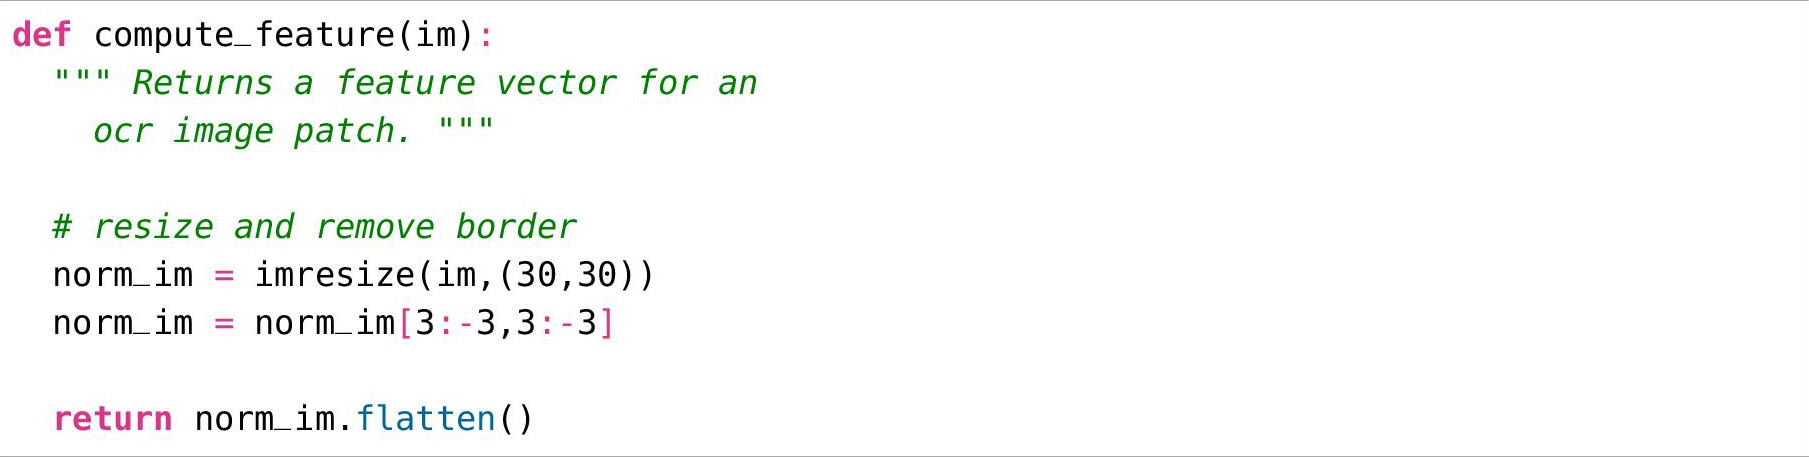 def compute_feature(im):
""" Returns a feature vector for an
ocr image patch. """
# resize and remove border
norm_im = imresize(im,(30,30))
norm_im = norm_im[3:-3,3:-3]
return norm_im.flatten()